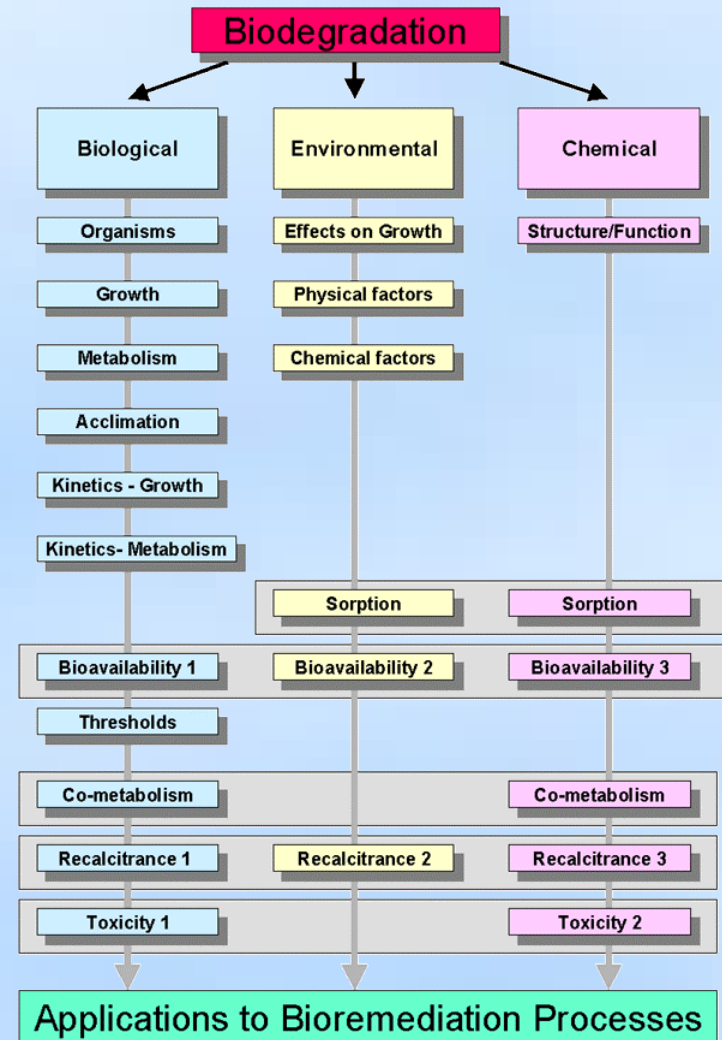 Biodegradation
Biological
Environmental
Chemical
Organisms
Effects on Growth
Structure/Function
Growth
Physical factors
Metabolism
Chemical factors
Acclimation
Kinetics - Growth
Kinetics- Metabolism
Sorption
Sorption
Bioavailability 1
Bioavailability 2
Bioavailability 3
Thresholds
Co-metabolism
Co-metabolism
Recalcitrance 1
Recalcitrance 2
Recalcitrance 3
Toxicity 1
Toxicity 2
Applications to Bioremediation Processes